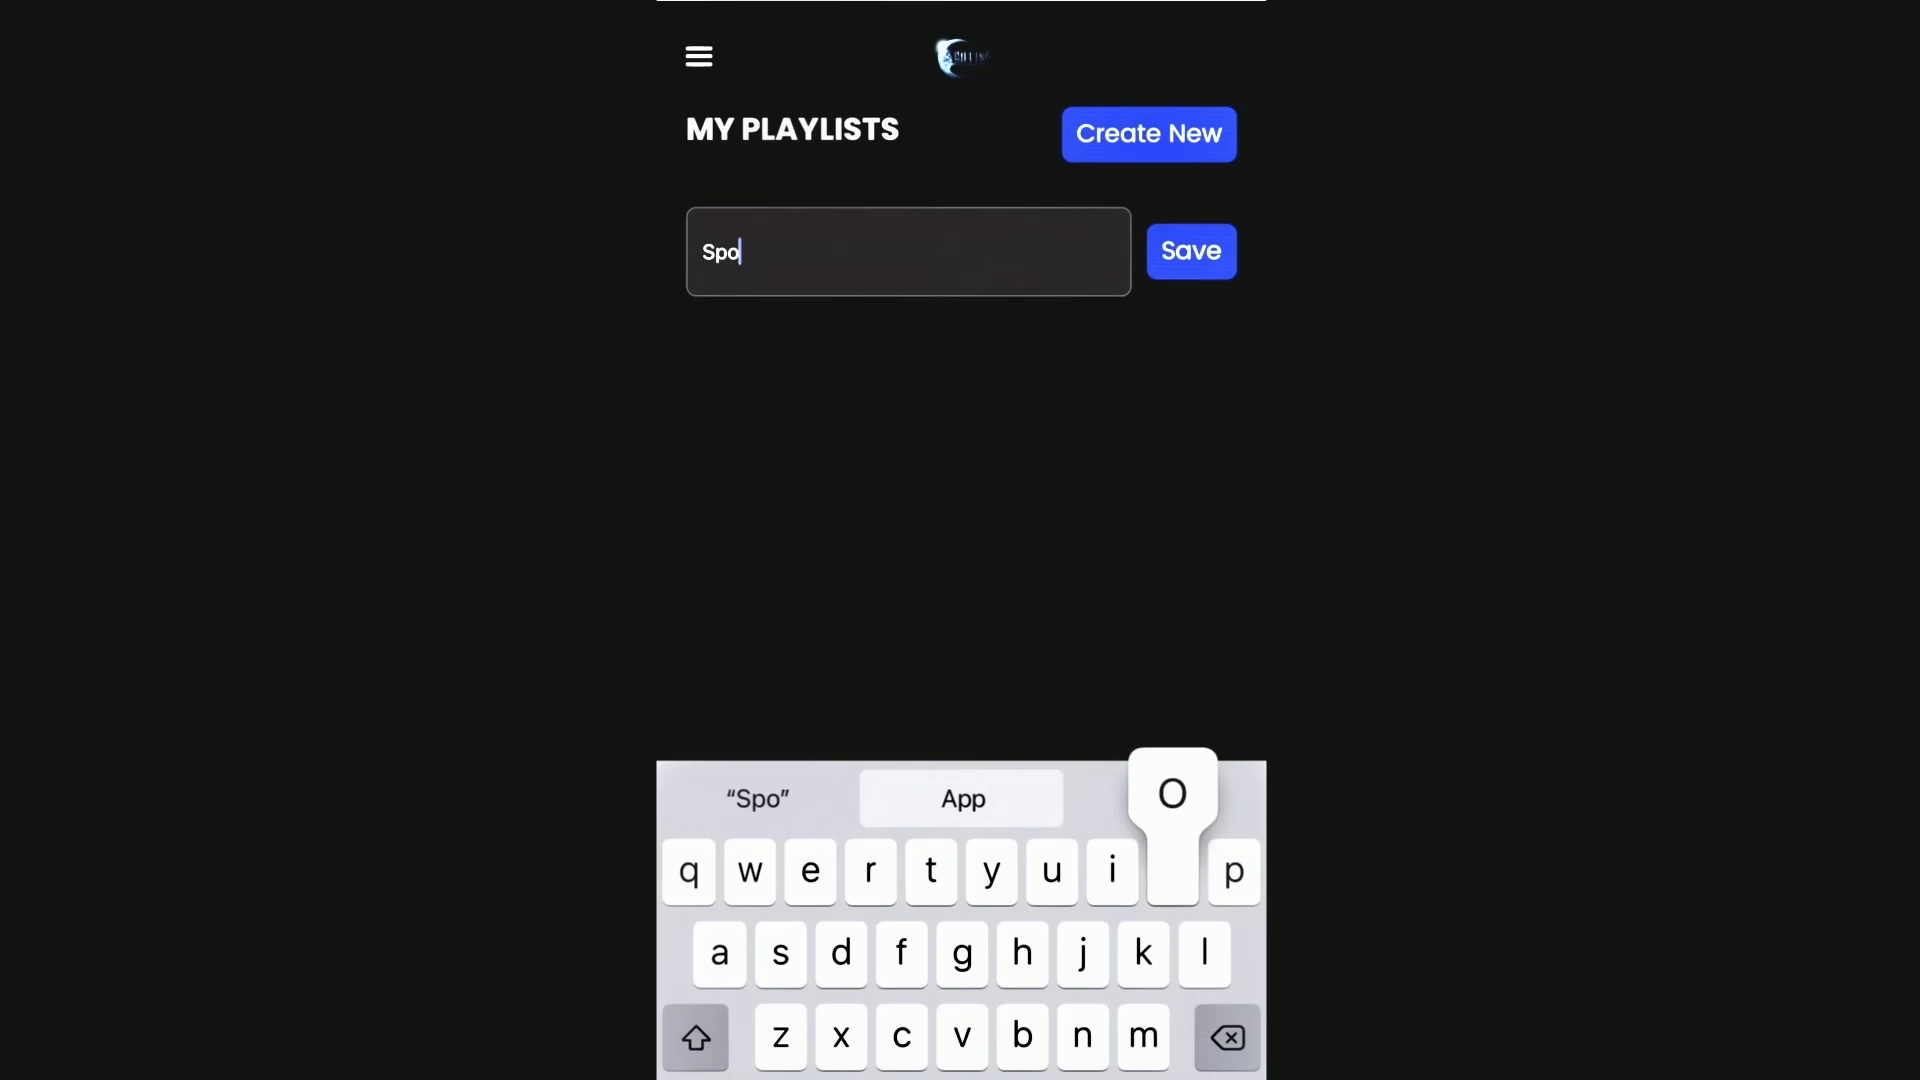 MY PLAYLISTS
Create New
Spo
Save
“Spo”
App
O
q w e r t y u i p
a s d f g h j k l
z x c v b n m